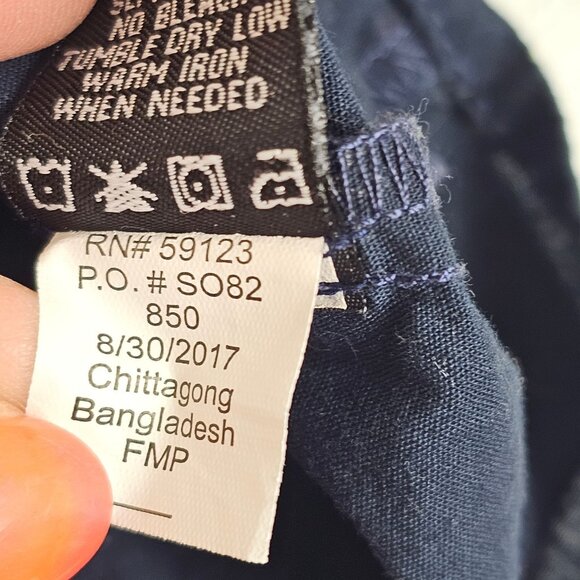 NO BLEACH
TUMBLE DRY LOW
WARM IRON
WHEN NEEDED
RN# 59123
P.O. # SO82
850
8/30/2017
Chittagong
Bangladesh
FMP